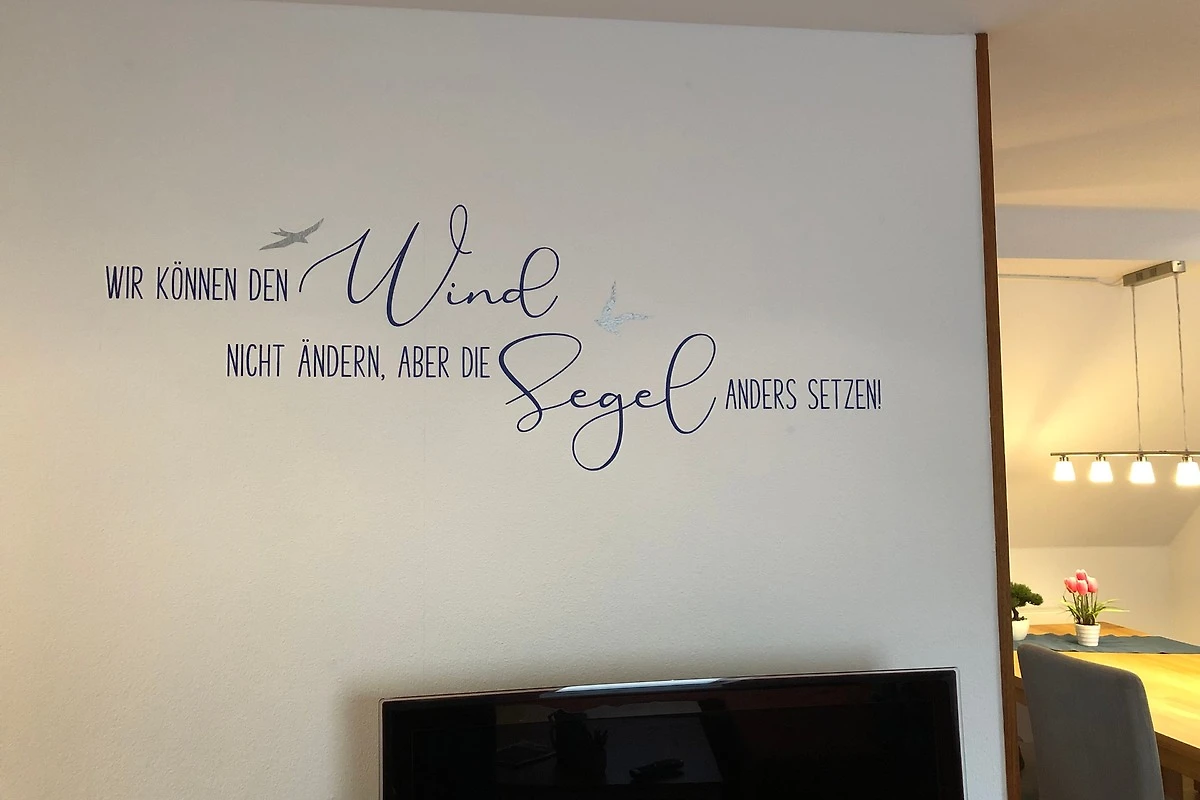 WIR KÖNNEN DEN Wind
NICHT ÄNDERN, ABER DIE Segel ANDERS SETZEN!